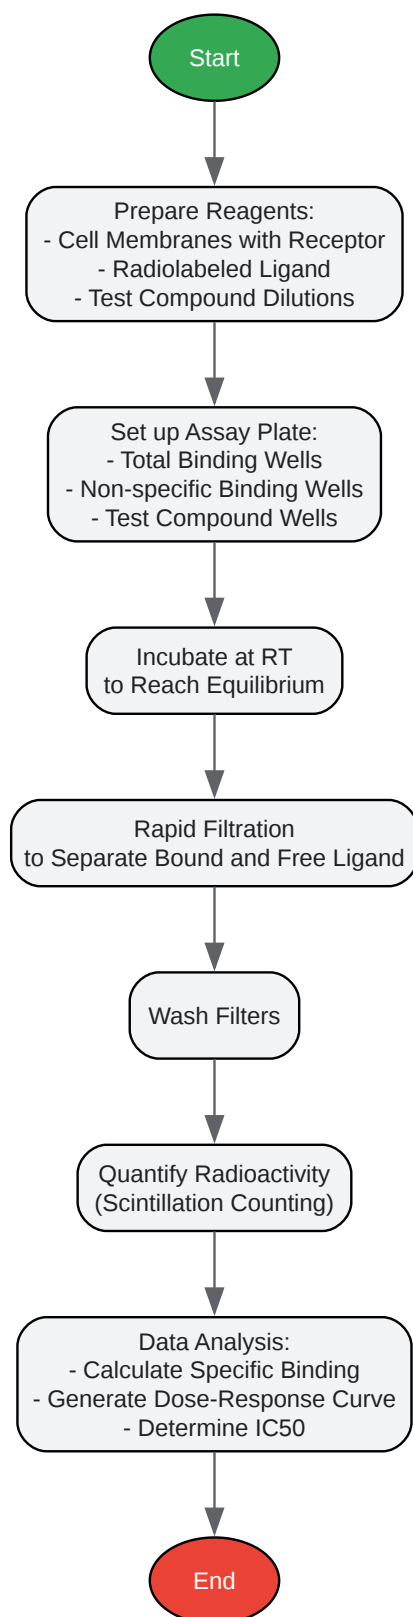 Start
Prepare Reagents:
- Cell Membranes with Receptor
- Radiolabeled Ligand
- Test Compound Dilutions
Set up Assay Plate:
- Total Binding Wells
- Non-specific Binding Wells
- Test Compound Wells
Incubate at RT
to Reach Equilibrium
Rapid Filtration
to Separate Bound and Free Ligand
Wash Filters
Quantify Radioactivity
(Scintillation Counting)
Data Analysis:
- Calculate Specific Binding
- Generate Dose-Response Curve
- Determine IC50
End